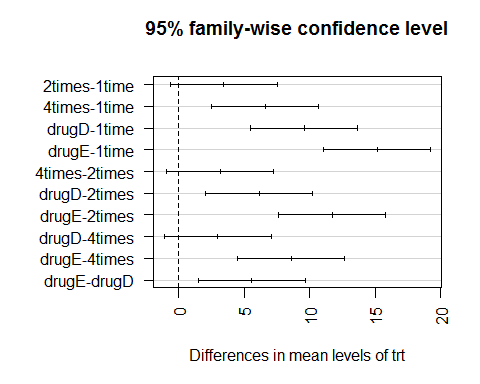 95% family-wise confidence level
2times-1time
4times-1time
drugD-1time
drugE-1time
4times-2times
drugD-2times
drugE-2times
drugD-4times
drugE-4times
drugE-drugD
0 5 10 15 20
Differences in mean levels of trt